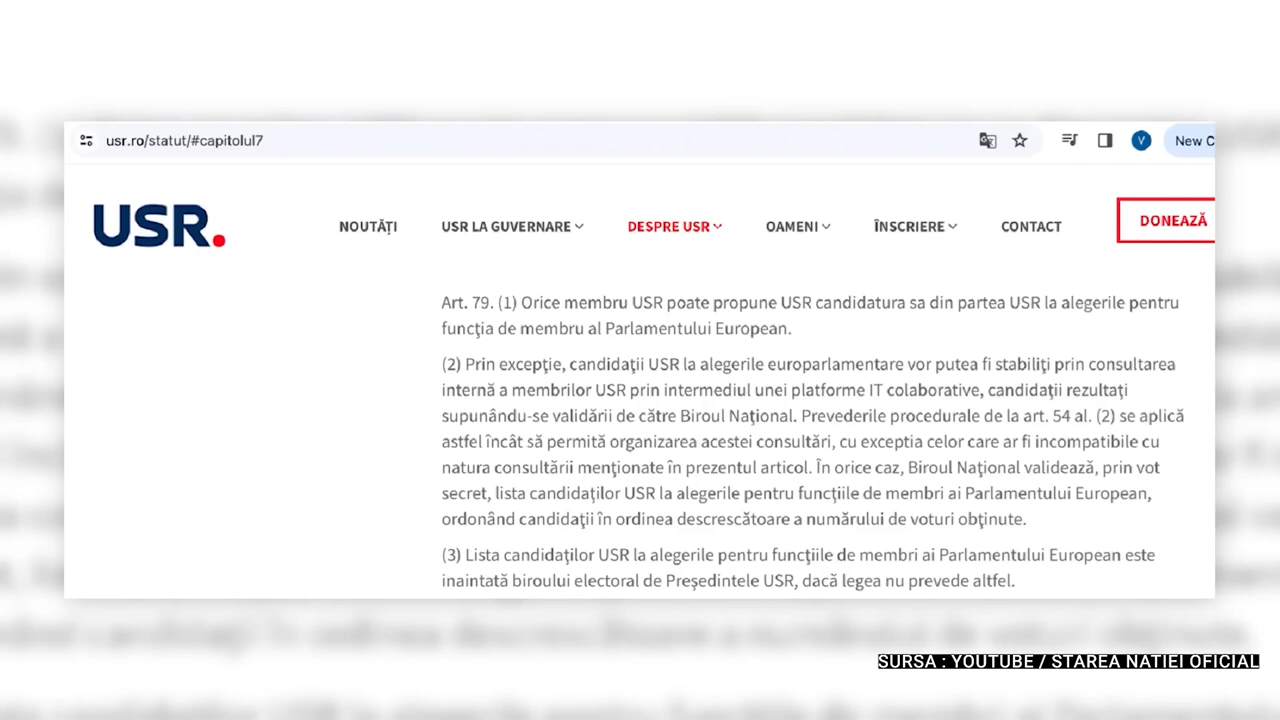 usr.ro/statut/#capitolul7
V
New C
USR.
NOUTĂȚI
USR LA GUVERNARE
DESPRE USR
OAMENI
ÎNSCRIERE
CONTACT
DONEAZĂ
Art. 79. (1) Orice membru USR poate propune USR candidatura sa din partea USR la alegerile pentru
funcţia de membru al Parlamentului European.
(2) Prin excepţie, candidaţii USR la alegerile europarlamentare vor putea fi stabiliţi prin consultarea
internă a membrilor USR prin intermediul unei platforme IT colaborative, candidaţii rezultaţi
supunându-se validării de către Biroul Naţional. Prevederile procedurale de la art. 54 al. (2) se aplică
astfel încât să permită organizarea acestei consultări, cu exceptia celor care ar fi incompatibile cu
natura consultării menţionate în prezentul articol. În orice caz, Biroul Naţional validează, prin vot
secret, lista candidaţilor USR la alegerile pentru funcţiile de membri ai Parlamentului European,
ordonând candidaţii în ordinea descrescătoare a numărului de voturi obţinute.
(3) Lista candidaţilor USR la alegerile pentru funcţiile de membri ai Parlamentului European este
inaintată biroului electoral de Preşedintele USR, dacă legea nu prevede altfel.
SURSA : YOUTUBE / STAREA NATIEI OFICIAL